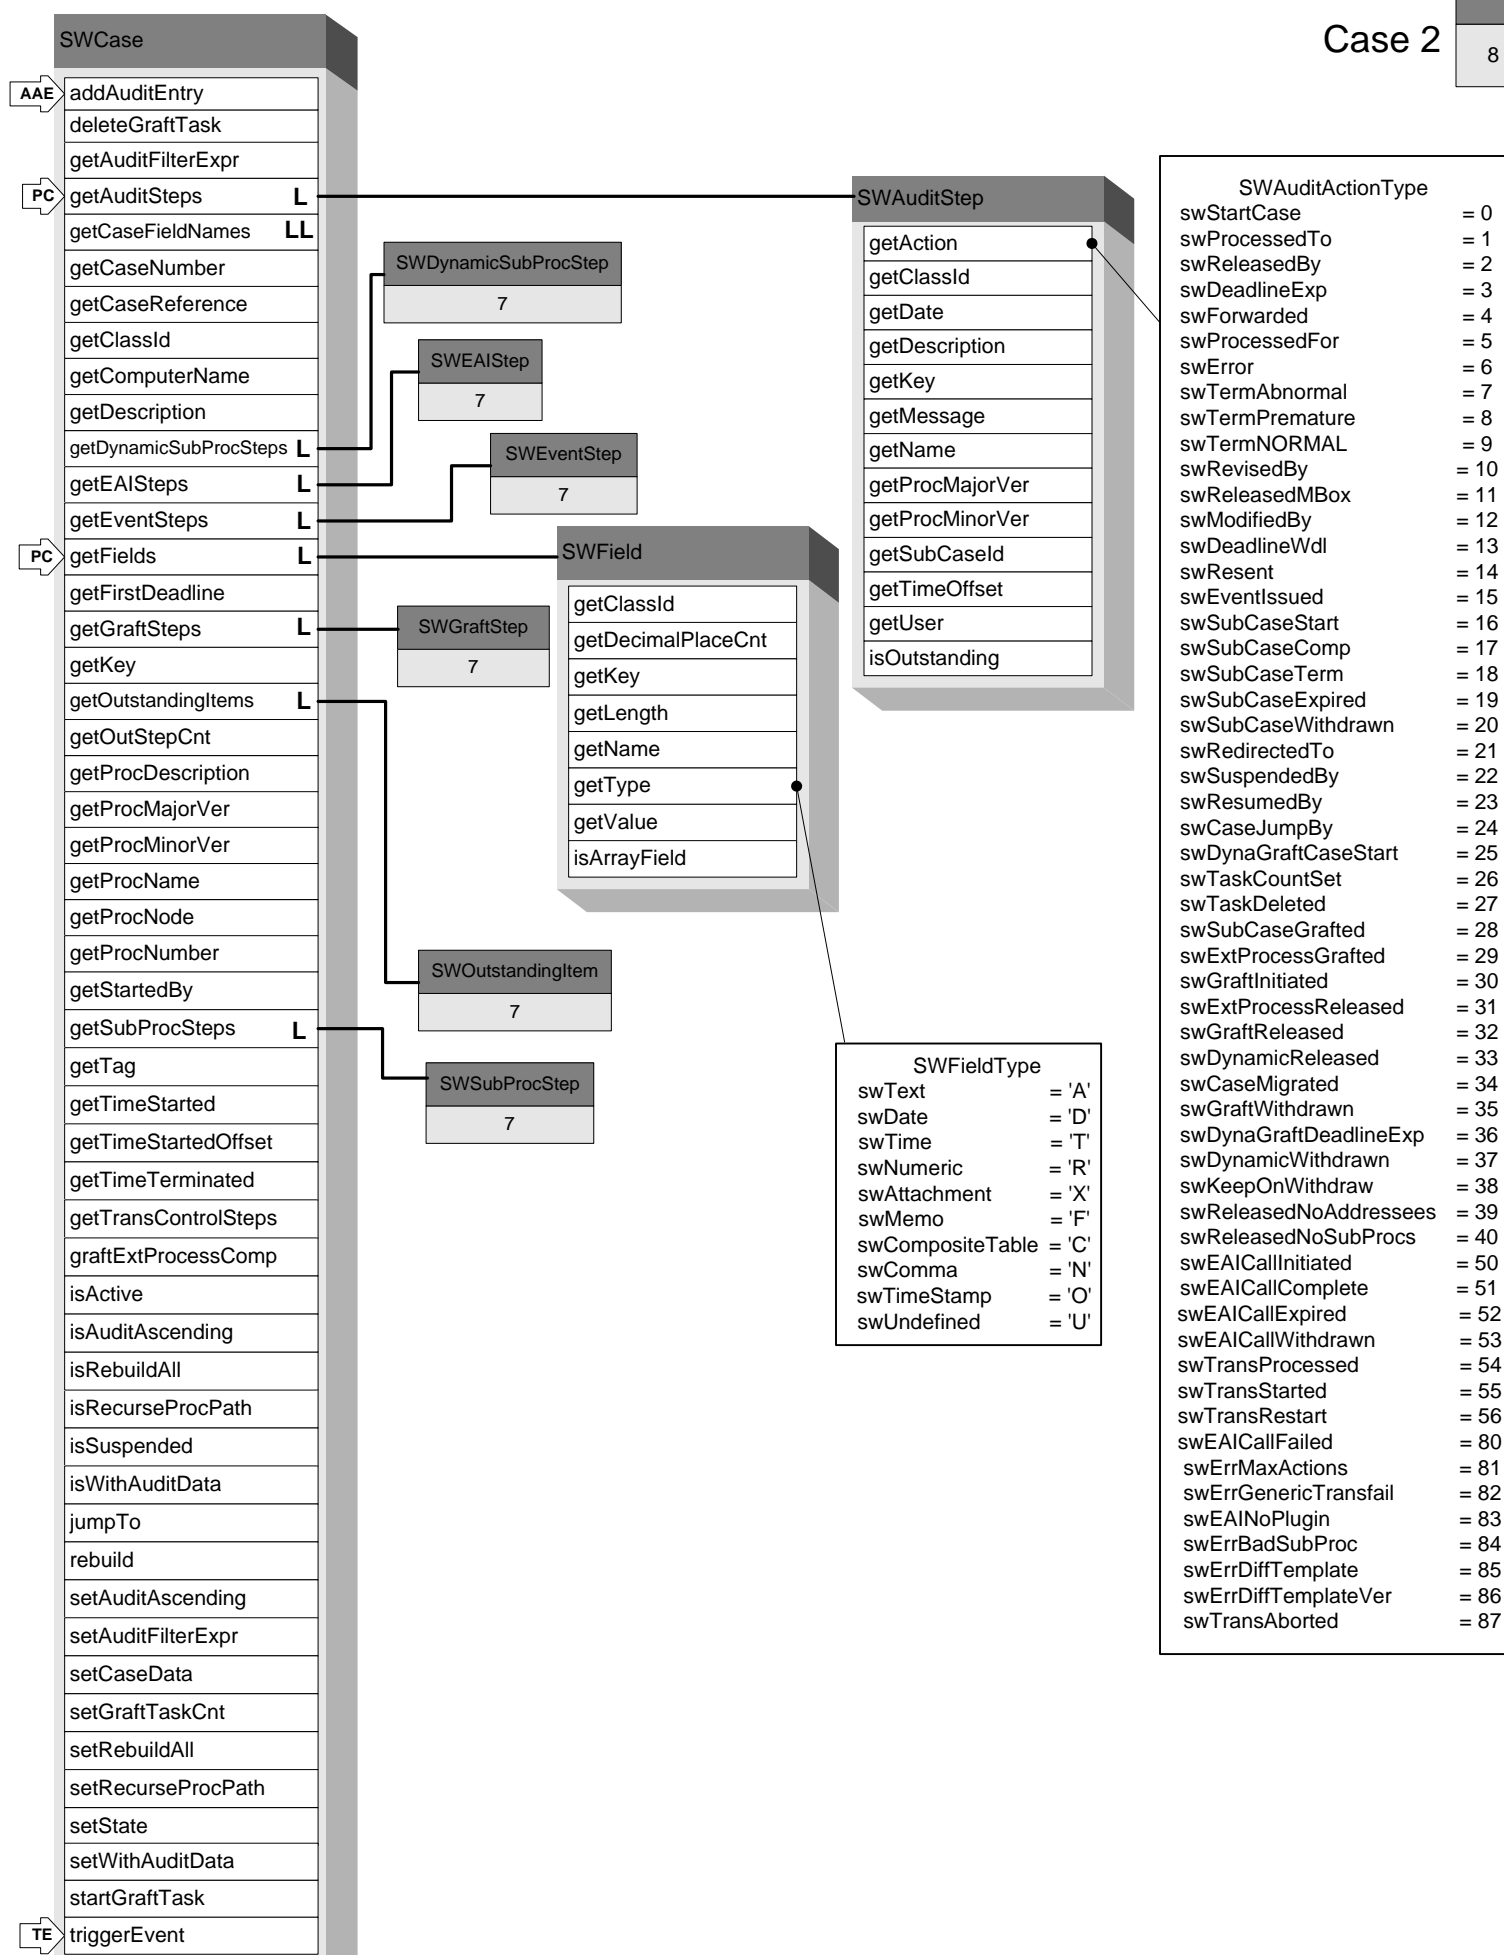 Case 2
8
SWCase
AAE addAuditEntry
deleteGraftTask
getAuditFilterExpr
PC getAuditSteps L
getCaseFieldNames LL
getCaseNumber
getCaseReference
getClassId
getComputerName
getDescription
getDynamicSubProcSteps L
getEAISteps L
getEventSteps L
PC getFields L
getFirstDeadline
getGraftSteps L
getKey
getOutstandingItems L
getOutStepCnt
getProcDescription
getProcMajorVer
getProcMinorVer
getProcName
getProcNode
getProcNumber
getStartedBy
getSubProcSteps L
getTag
getTimeStarted
getTimeStartedOffset
getTimeTerminated
getTransControlSteps
graftExtProcessComp
isActive
isAuditAscending
isRebuildAll
isRecurseProcPath
isSuspended
isWithAuditData
jumpTo
rebuild
setAuditAscending
setAuditFilterExpr
setCaseData
setGraftTaskCnt
setRebuildAll
setRecurseProcPath
setState
setWithAuditData
startGraftTask
TE triggerEvent
SWDynamicSubProcStep
7
SWEAIStep
7
SWEventStep
7
SWField
getClassId
getDecimalPlaceCnt
getKey
getLength
getName
getType
getValue
isArrayField
SWGraftStep
7
SWOutstandingItem
7
SWSubProcStep
7
SWAuditStep
getAction
getClassId
getDate
getDescription
getKey
getMessage
getName
getProcMajorVer
getProcMinorVer
getSubCaseId
getTimeOffset
getUser
isOutstanding
SWFieldType
swText = 'A'
swDate = 'D'
swTime = 'T'
swNumeric = 'R'
swAttachment = 'X'
swMemo = 'F'
swCompositeTable = 'C'
swComma = 'N'
swTimeStamp = 'O'
swUndefined = 'U'
SWAuditActionType
swStartCase = 0
swProcessedTo = 1
swReleasedBy = 2
swDeadlineExp = 3
swForwarded = 4
swProcessedFor = 5
swError = 6
swTermAbnormal = 7
swTermPremature = 8
swTermNORMAL = 9
swRevisedBy = 10
swReleasedMBox = 11
swModifiedBy = 12
swDeadlineWdl = 13
swResent = 14
swEventIssued = 15
swSubCaseStart = 16
swSubCaseComp = 17
swSubCaseTerm = 18
swSubCaseExpired = 19
swSubCaseWithdrawn = 20
swRedirectedTo = 21
swSuspendedBy = 22
swResumedBy = 23
swCaseJumpBy = 24
swDynaGraftCaseStart = 25
swTaskCountSet = 26
swTaskDeleted = 27
swSubCaseGrafted = 28
swExtProcessGrafted = 29
swGraftInitiated = 30
swExtProcessReleased = 31
swGraftReleased = 32
swDynamicReleased = 33
swCaseMigrated = 34
swGraftWithdrawn = 35
swDynaGraftDeadlineExp = 36
swDynamicWithdrawn = 37
swKeepOnWithdraw = 38
swReleasedNoAddressees = 39
swReleasedNoSubProcs = 40
swEAICallInitiated = 50
swEAICallComplete = 51
swEAICallExpired = 52
swEAICallWithdrawn = 53
swTransProcessed = 54
swTransStarted = 55
swTransRestart = 56
swEAICallFailed = 80
swErrMaxActions = 81
swErrGenericTransfail = 82
swEAINoPlugin = 83
swErrBadSubProc = 84
swErrDiffTemplate = 85
swErrDiffTemplateVer = 86
swTransAborted = 87